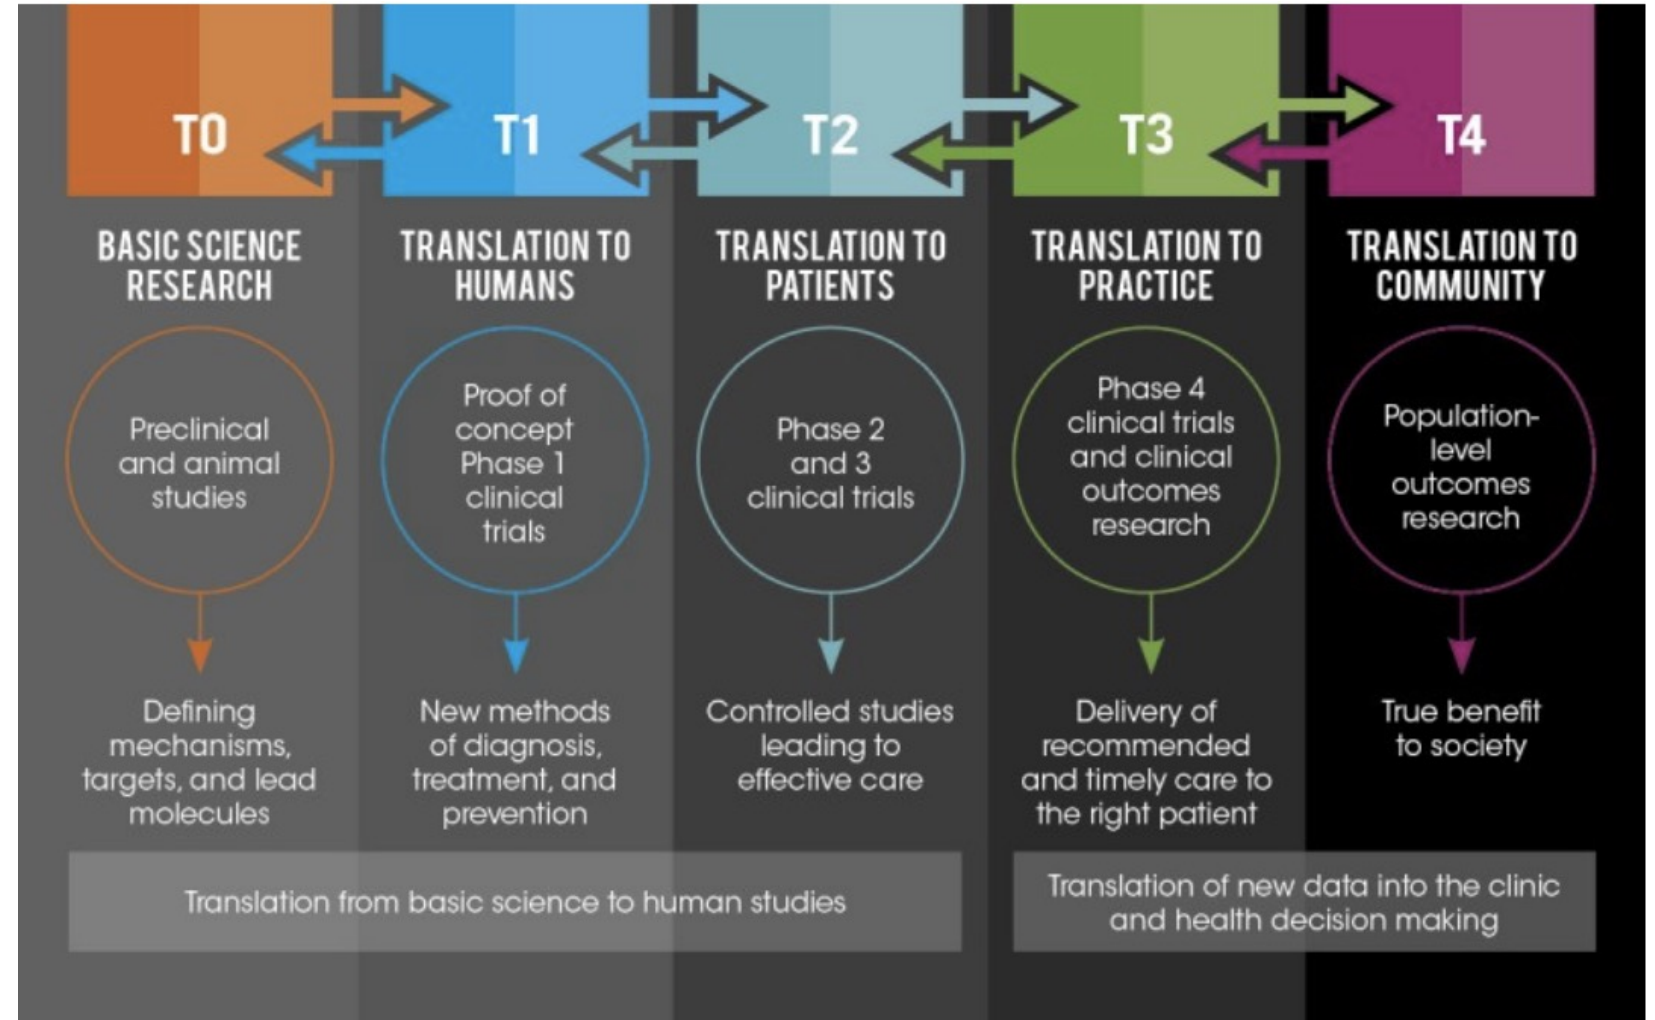 T0
T1
T2
T3
T4
BASIC SCIENCE
RESEARCH
TRANSLATION TO
HUMANS
TRANSLATION TO
PATIENTS
TRANSLATION TO
PRACTICE
TRANSLATION TO
COMMUNITY
Preclinical
and animal
studies
Proof of
concept
Phase 1
clinical
trials
Phase 2
and 3
clinical trials
Phase 4
clinical trials
and clinical
outcomes
research
Population-
level
outcomes
research
Defining
mechanisms,
targets, and lead
molecules
New methods
of diagnosis,
treatment, and
prevention
Controlled studies
leading to
effective care
Delivery of
recommended
and timely care to
the right patient
True benefit
to society
Translation from basic science to human studies
Translation of new data into the clinic
and health decision making